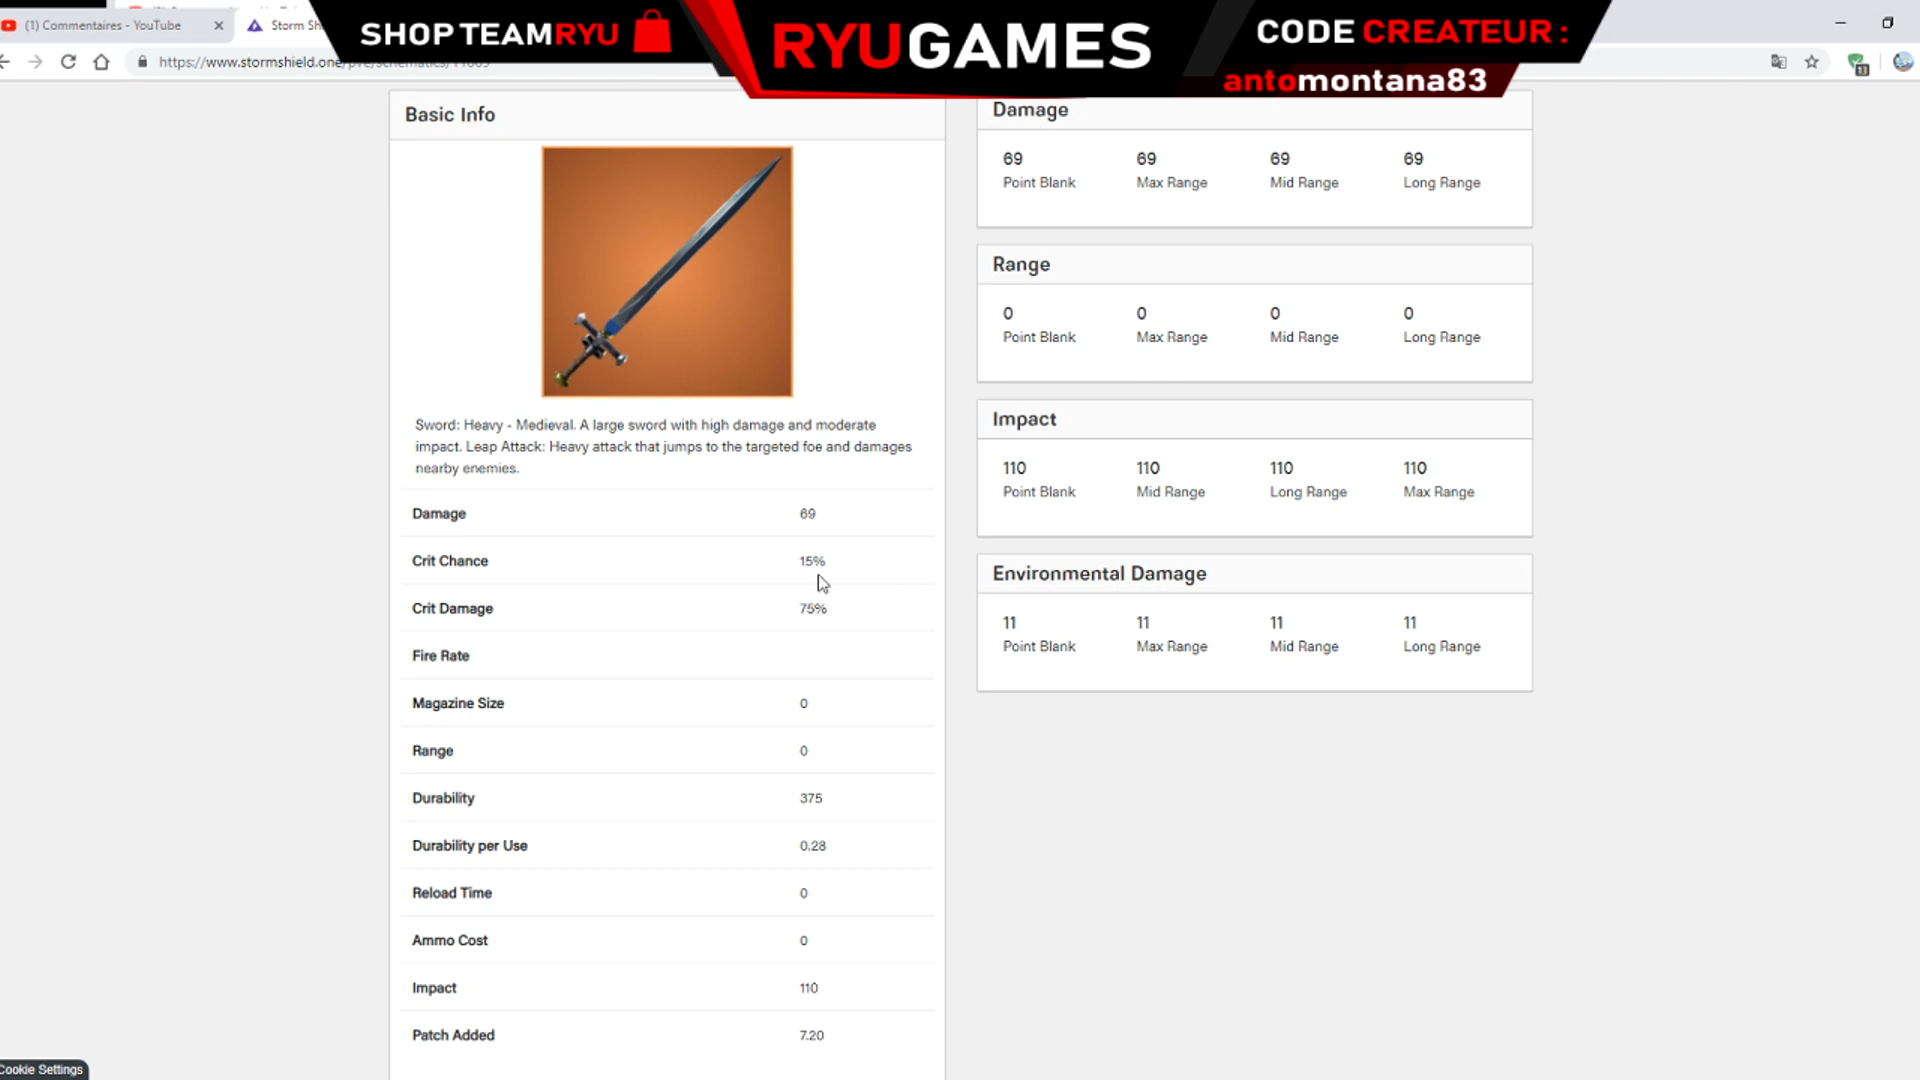 (1) Commentaires - YouTube
Storm Sh
SHOP TEAMRYU
RYUGAMES
CODE CREATEUR :
antomontana83
https://www.stormshield.one/pve/schematics/
13
Basic Info
Sword: Heavy - Medieval. A large sword with high damage and moderate
impact. Leap Attack: Heavy attack that jumps to the targeted foe and damages
nearby enemies.
Damage 69
Crit Chance 15%
Crit Damage 75%
Fire Rate
Magazine Size 0
Range 0
Durability 375
Durability per Use 0.28
Reload Time 0
Ammo Cost 0
Impact 110
Patch Added 7.20
Damage
69 69 69 69
Point Blank Max Range Mid Range Long Range
Range
0 0 0 0
Point Blank Max Range Mid Range Long Range
Impact
110 110 110 110
Point Blank Mid Range Long Range Max Range
Environmental Damage
11 11 11 11
Point Blank Max Range Mid Range Long Range
Cookie Settings